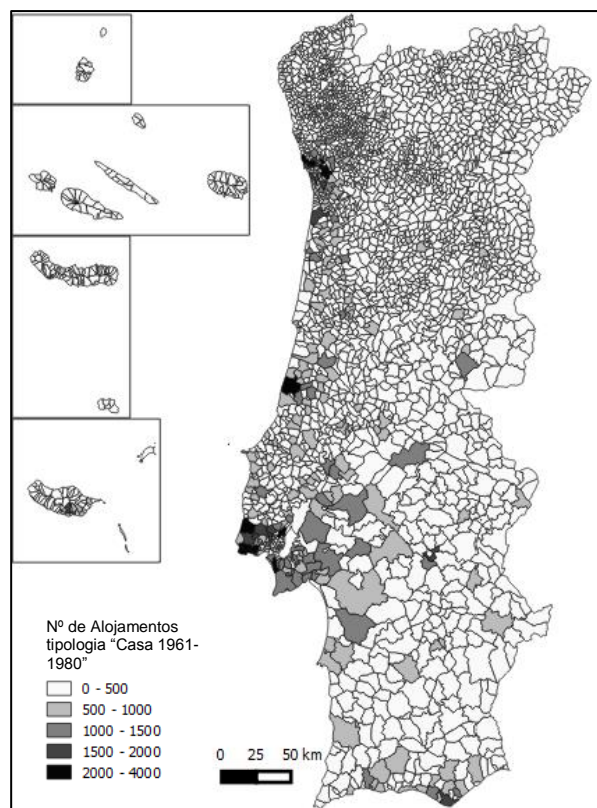 Nº de Alojamentos
tipologia “Casa 1961-
1980”
0 - 500
500 - 1000
1000 - 1500
1500 - 2000
2000 - 4000
0 25 50 km